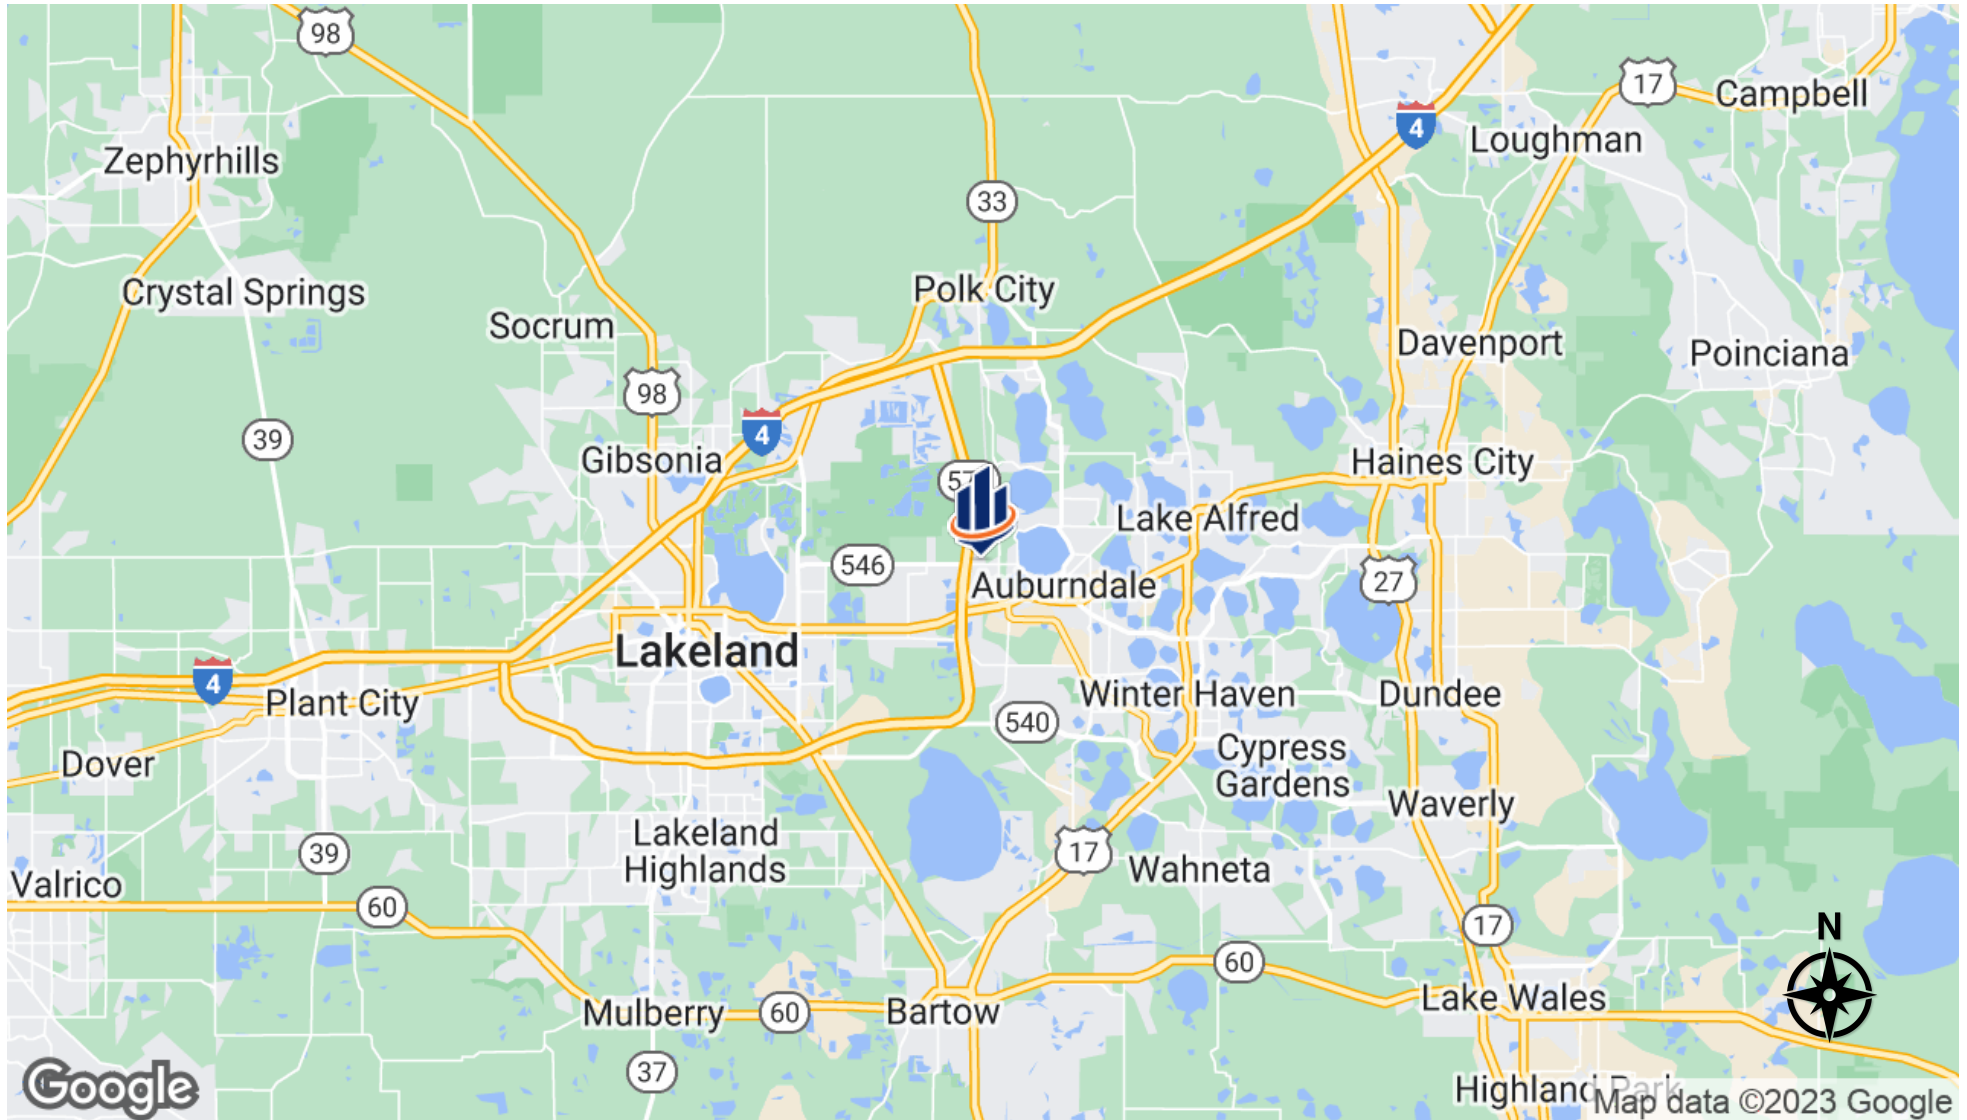 98
17
Campbell
4
Loughman
Zephyrhills
33
Crystal Springs
Polk City
Socrum
Davenport
Poinciana
98
39
4
Gibsonia
Haines City
Lake Alfred
546
Auburndale
27
Lakeland
4
Plant City
Winter Haven
Dundee
540
Cypress
Gardens
Dover
Waverly
Lakeland
Highlands
39
17
Wahneta
Valrico
60
17
N
60
Lake Wales
Mulberry
60
Bartow
37
Google
Highland Park
Map data ©2023 Google